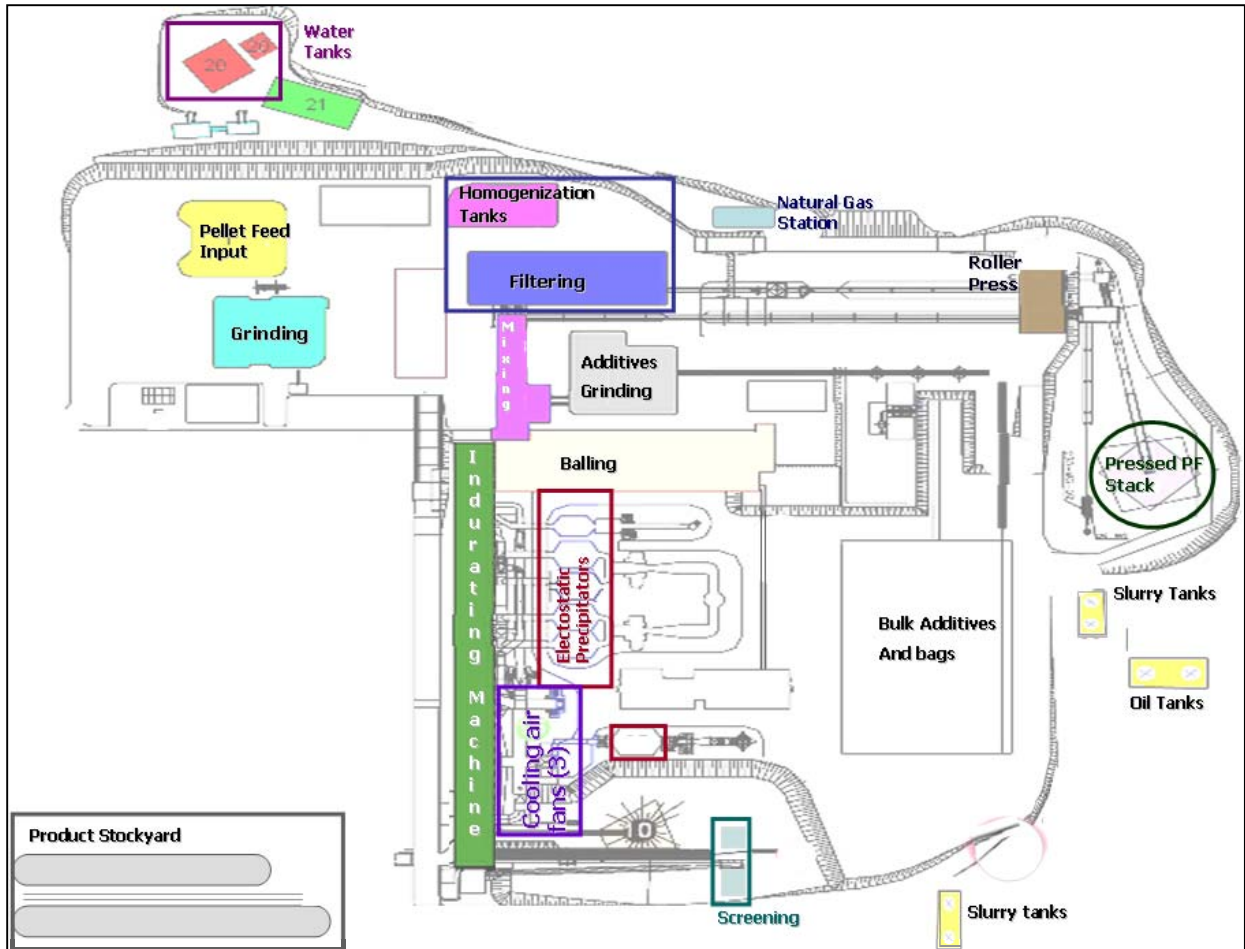 Water
Tanks
20
20
21
Homogenization
Tanks
Natural Gas
Station
Pellet Feed
Input
Roller
Press
Filtering
Grinding
Mixing
Additives
Grinding
Balling
Pressed PF
Stack
Indurating Machine
Electostatic
Precipitators
Slurry Tanks
Bulk Additives
And bags
Oil Tanks
Cooling air
fans (3)
10
Product Stockyard
Screening
Slurry tanks